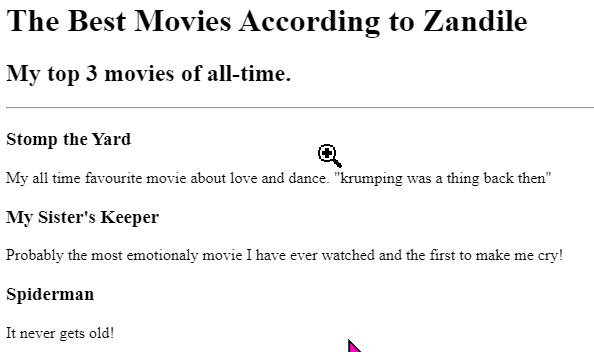 The Best Movies According to Zandile
My top 3 movies of all-time.
Stomp the Yard
My all time favourite movie about love and dance. "krumping was a thing back then"
My Sister's Keeper
Probably the most emotionaly movie I have ever watched and the first to make me cry!
Spiderman
It never gets old!